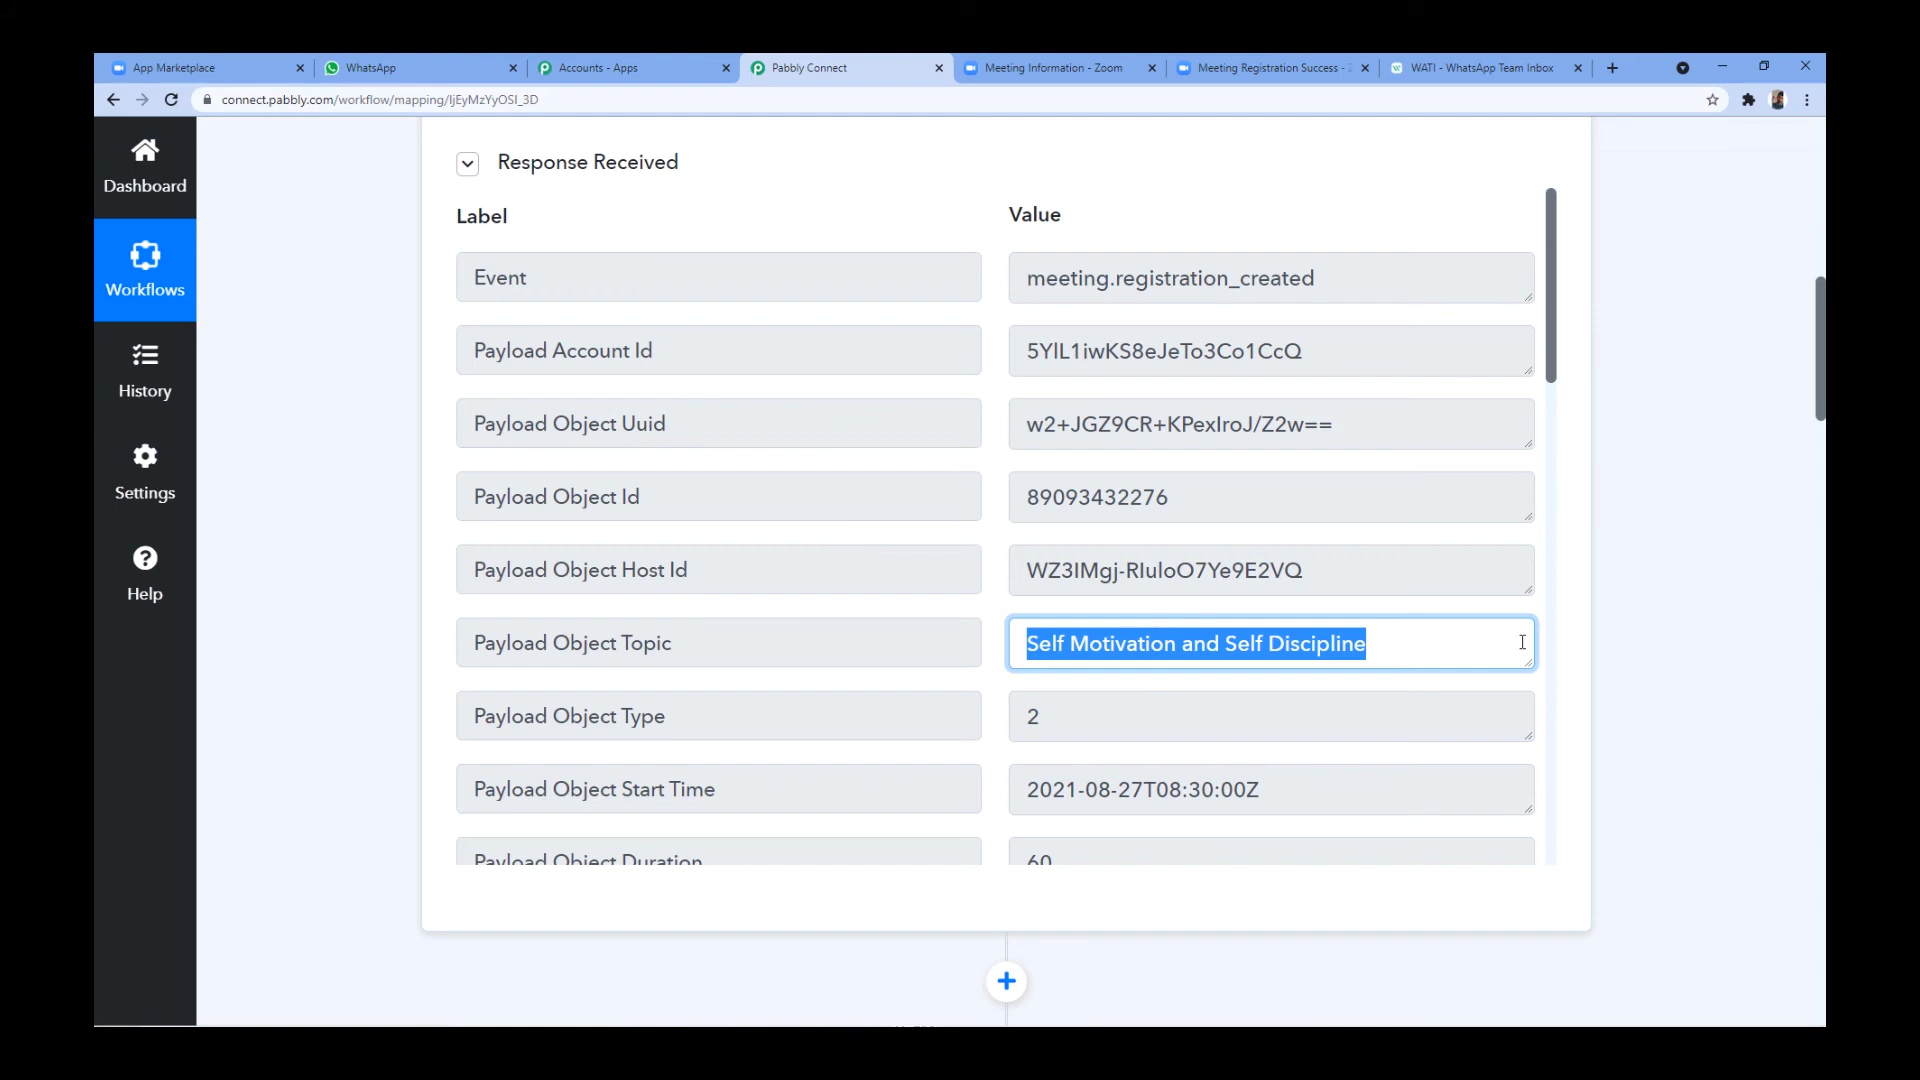 App Marketplace
WhatsApp
Accounts - Apps
Pabbly Connect
Meeting Information - Zoom
Meeting Registration Success - Z
WATI - WhatsApp Team Inbox
connect.pabbly.com/workflow/mapping/IjEyMzYyOSI_3D
Dashboard
Workflows
History
Settings
Help
Response Received
Label Value
Event meeting.registration_created
Payload Account Id 5YlL1iwKS8eJeTo3Co1CcQ
Payload Object Uuid w2+JGZ9CR+KPexIroJ/Z2w==
Payload Object Id 89093432276
Payload Object Host Id WZ3IMgj-RIuloO7Ye9E2VQ
Payload Object Topic Self Motivation and Self Discipline
Payload Object Type 2
Payload Object Start Time 2021-08-27T08:30:00Z
Payload Object Duration 60